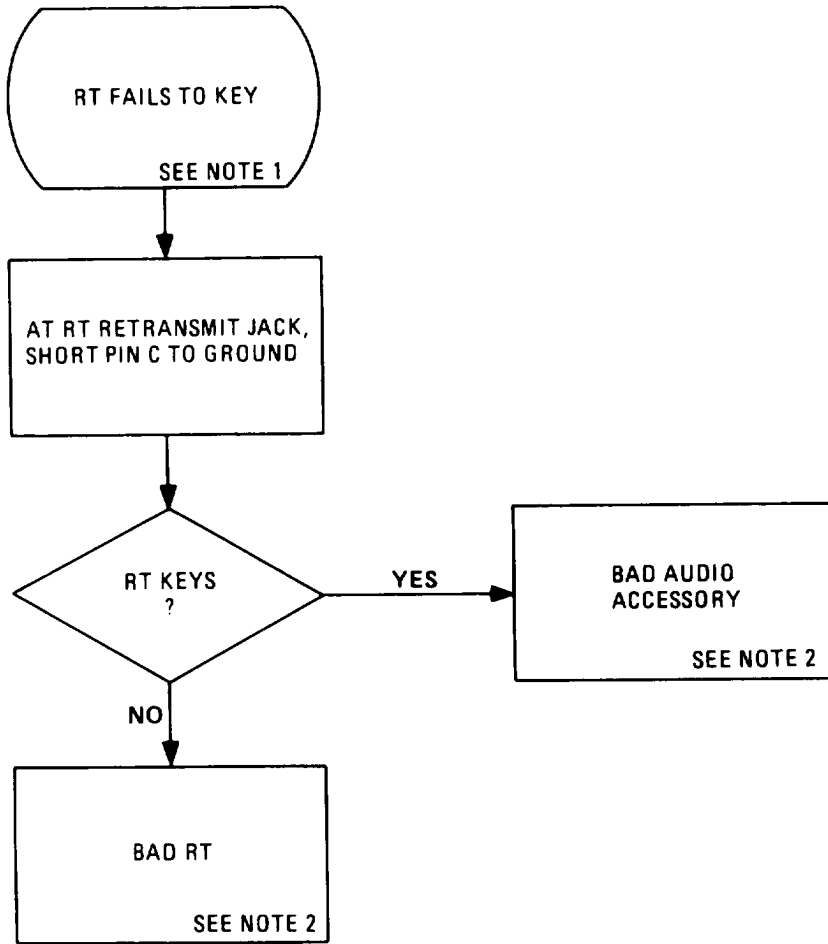 RT FAILS TO KEY
SEE NOTE 1
AT RT RETRANSMIT JACK,
SHORT PIN C TO GROUND
RT KEYS
?
YES
BAD AUDIO
ACCESSORY
SEE NOTE 2
NO
BAD RT
SEE NOTE 2